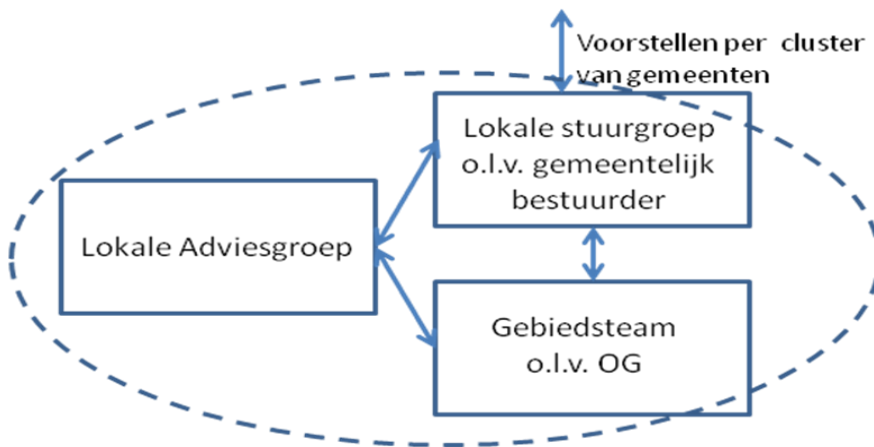 Voorstellen per cluster
van gemeenten
Lokale stuurgroep
o.l.v. gemeentelijk
bestuurder
Lokale Adviesgroep
Gebiedsteam
o.l.v. OG